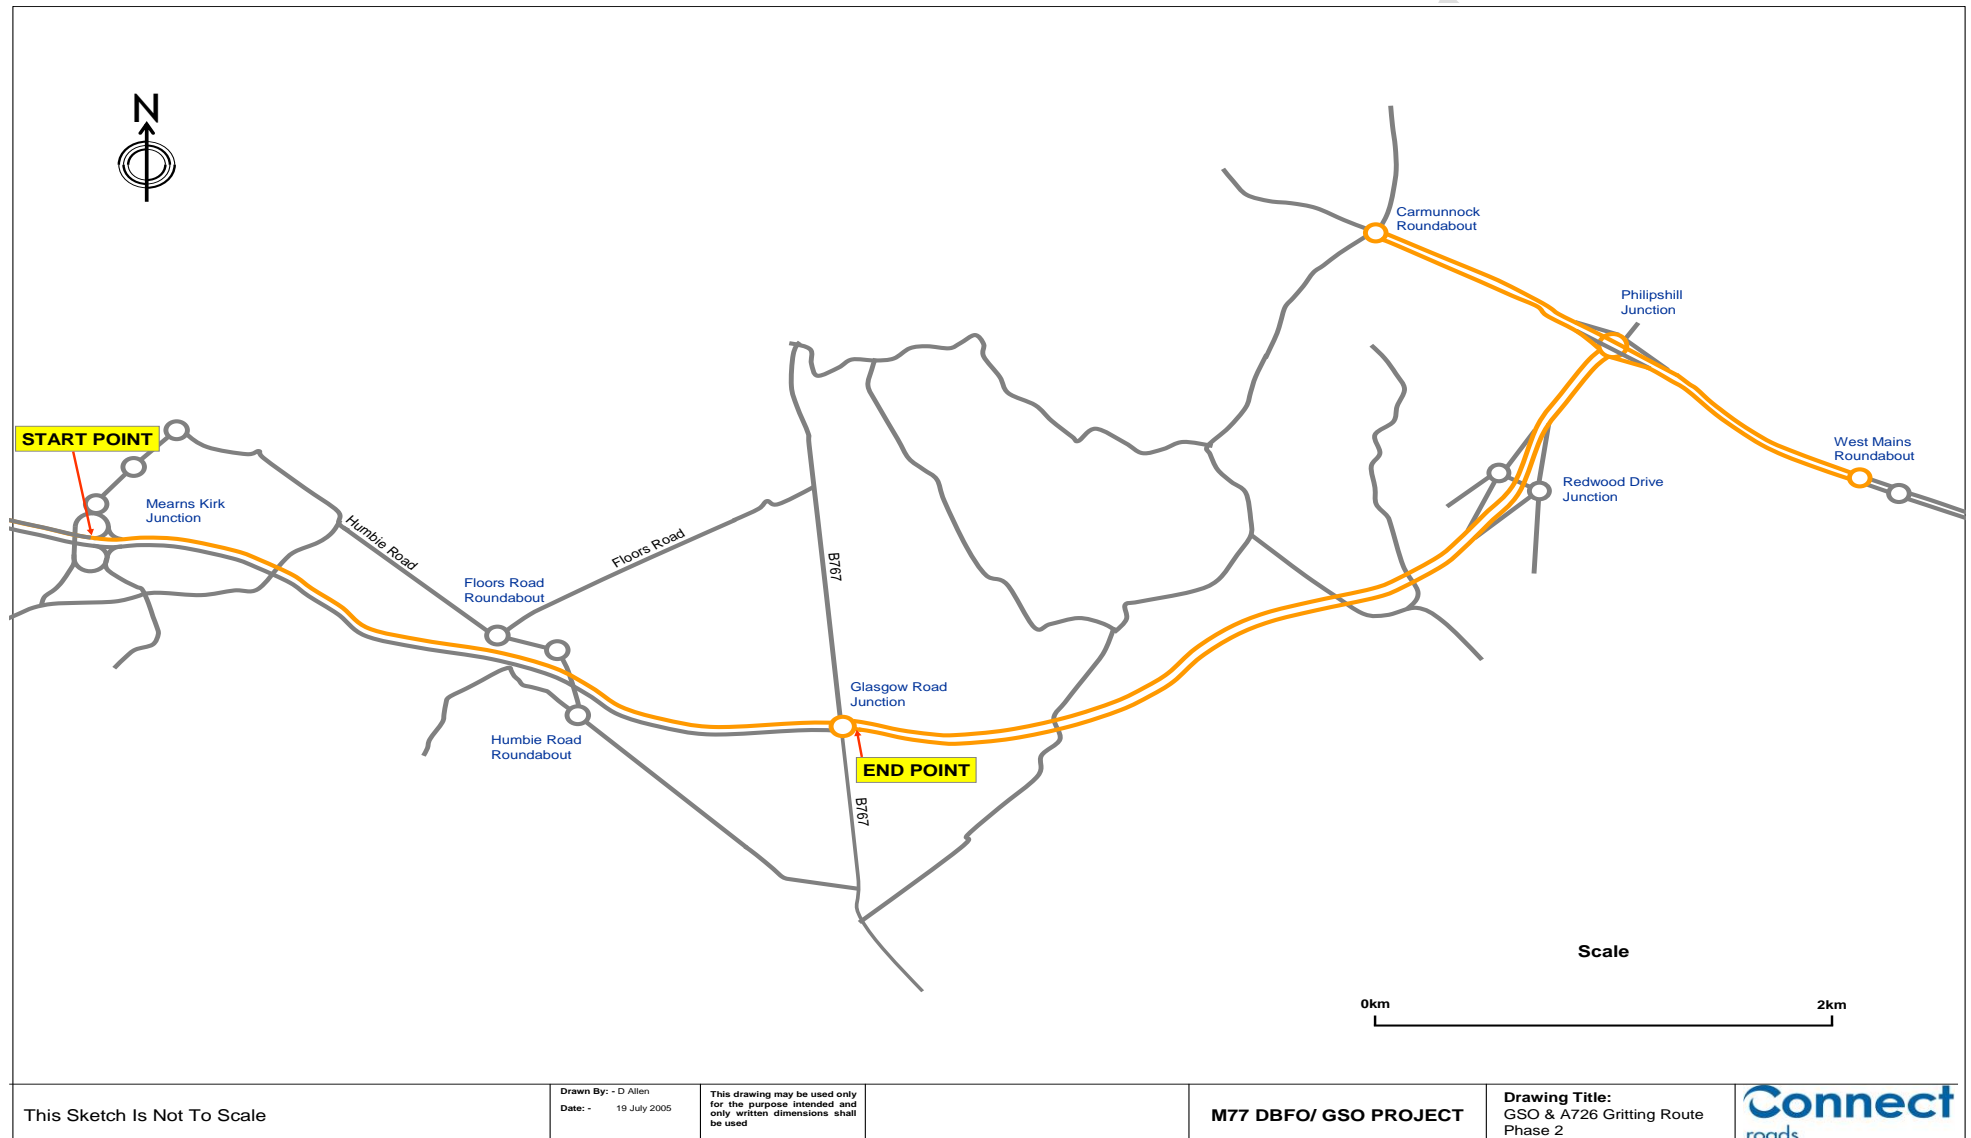 N
Carmunnock
Roundabout
Philipshill
Junction
START POINT
West Mains
Roundabout
Mearns Kirk
Junction
Redwood Drive
Junction
Humbie Road
Floors Road
B767
Floors Road
Roundabout
Glasgow Road
Junction
Humbie Road
Roundabout
END POINT
B767
Scale
0km 2km
This Sketch Is Not To Scale
Drawn By: - D Allen
Date: - 19 July 2005
This drawing may be used only
for the purpose intended and
only written dimensions shall
be used
M77 DBFO/ GSO PROJECT
Drawing Title:
GSO & A726 Gritting Route
Phase 2
Connect
roads